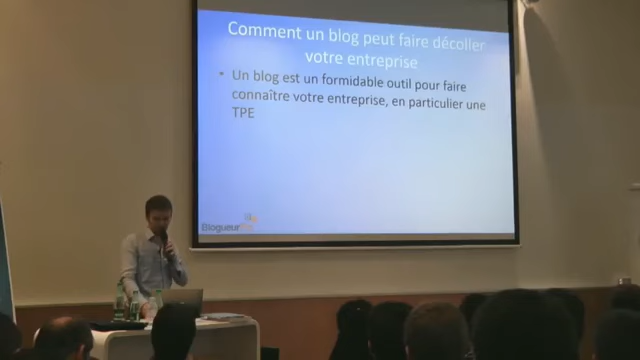 Comment un blog peut faire décoller
votre entreprise
• Un blog est un formidable outil pour faire
connaître votre entreprise, en particulier une
TPE
Blogueur